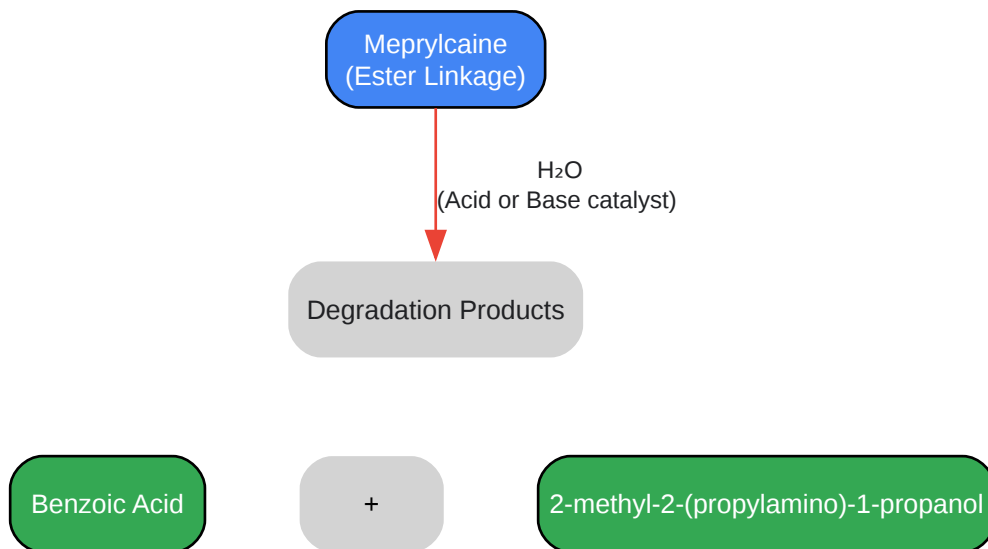 Meprylcaine
(Ester Linkage)
H₂O
(Acid or Base catalyst)
Degradation Products
Benzoic Acid
+
2-methyl-2-(propylamino)-1-propanol